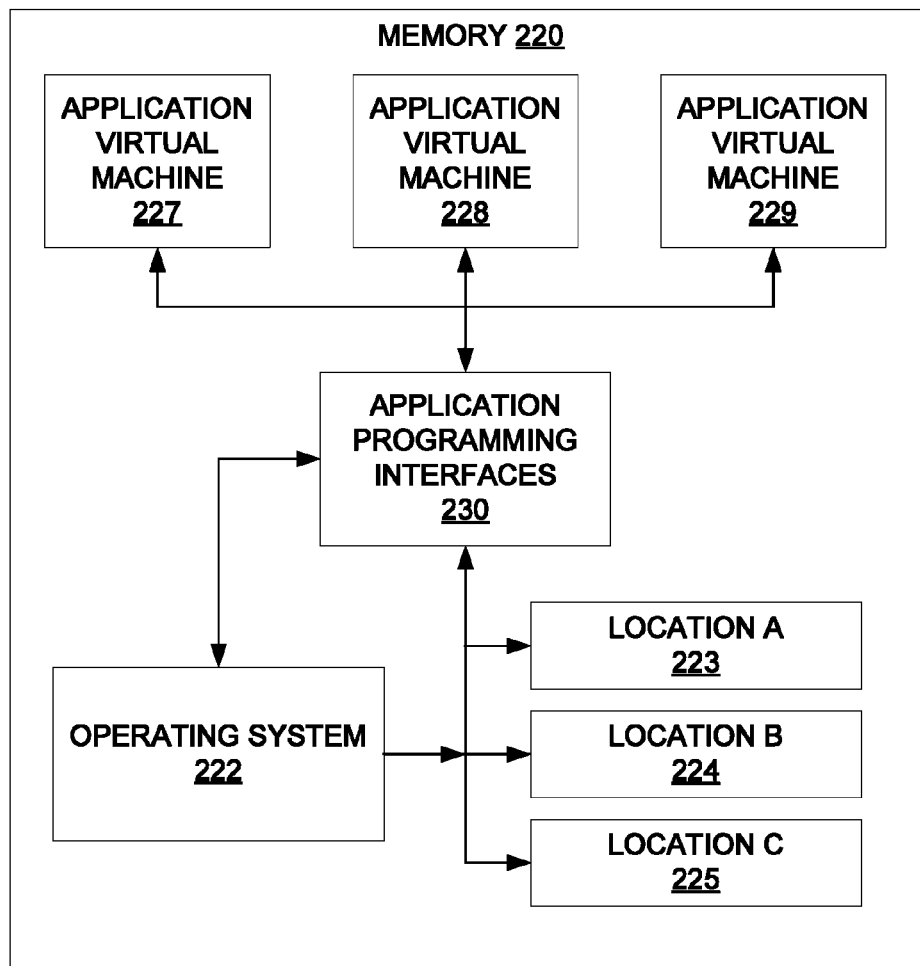 MEMORY 220
APPLICATION
VIRTUAL
MACHINE
227
APPLICATION
VIRTUAL
MACHINE
228
APPLICATION
VIRTUAL
MACHINE
229
APPLICATION
PROGRAMMING
INTERFACES
230
OPERATING SYSTEM
222
LOCATION A
223
LOCATION B
224
LOCATION C
225